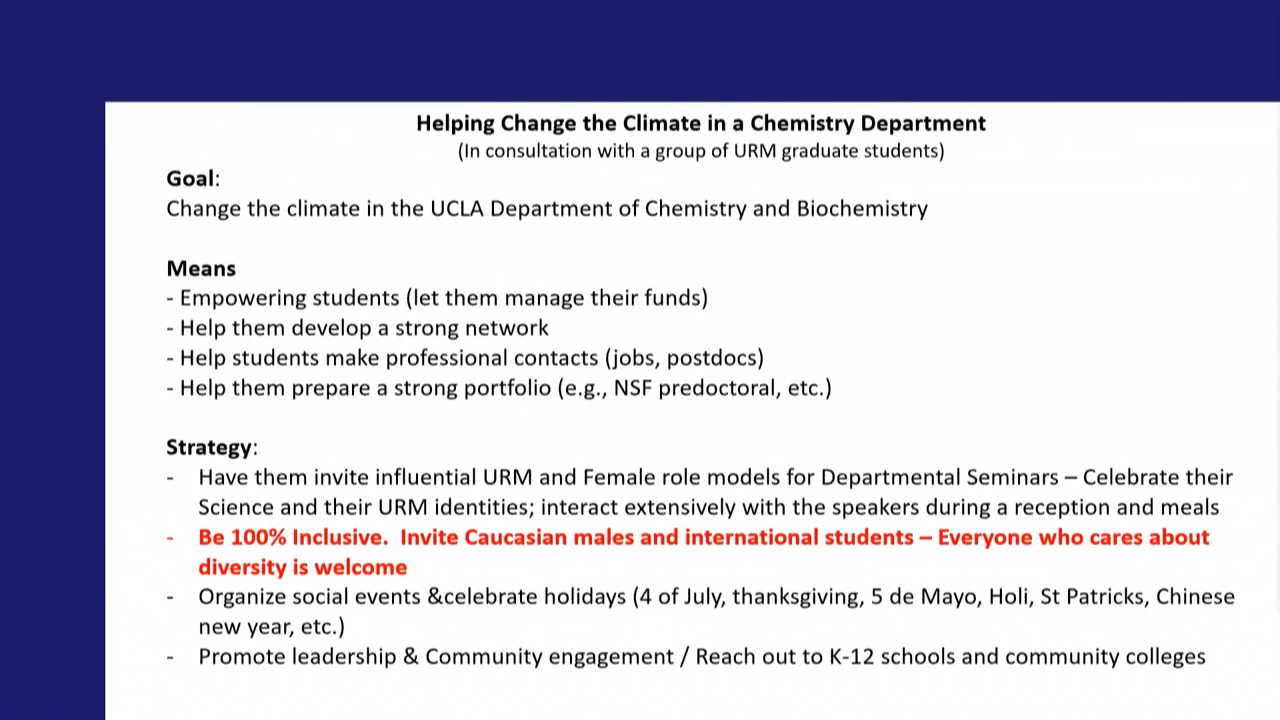 Helping Change the Climate in a Chemistry Department
(In consultation with a group of URM graduate students)
Goal:
Change the climate in the UCLA Department of Chemistry and Biochemistry
Means
- Empowering students (let them manage their funds)
- Help them develop a strong network
- Help students make professional contacts (jobs, postdocs)
- Help them prepare a strong portfolio (e.g., NSF predoctoral, etc.)
Strategy:
- Have them invite influential URM and Female role models for Departmental Seminars – Celebrate their
Science and their URM identities; interact extensively with the speakers during a reception and meals
- Be 100% Inclusive. Invite Caucasian males and international students – Everyone who cares about
diversity is welcome
- Organize social events &celebrate holidays (4 of July, thanksgiving, 5 de Mayo, Holi, St Patricks, Chinese
new year, etc.)
- Promote leadership & Community engagement / Reach out to K-12 schools and community colleges